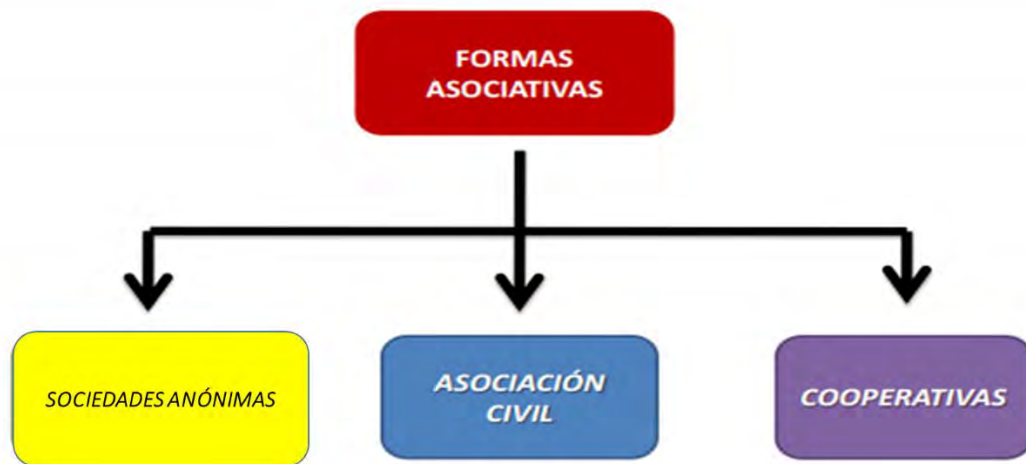 FORMAS
ASOCIATIVAS
SOCIEDADES ANÓNIMAS
ASOCIACIÓN
CIVIL
COOPERATIVAS